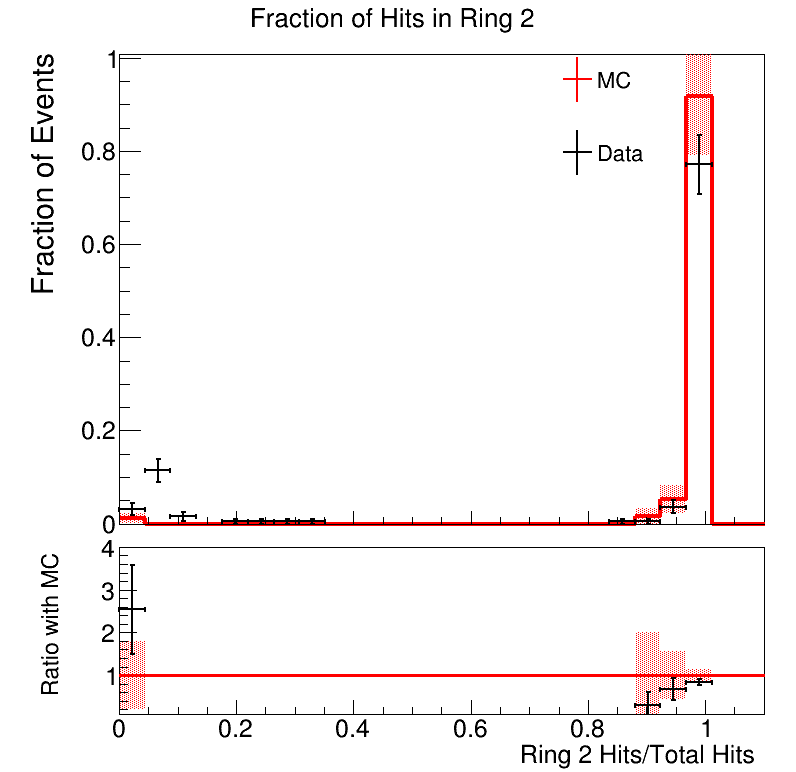 Fraction of Hits in Ring 2
Fraction of Events
1
0.8
0.6
0.4
0.2
0
MC
Data
Ratio with MC
4
3
2
1
0 0.2 0.4 0.6 0.8 1
Ring 2 Hits/Total Hits